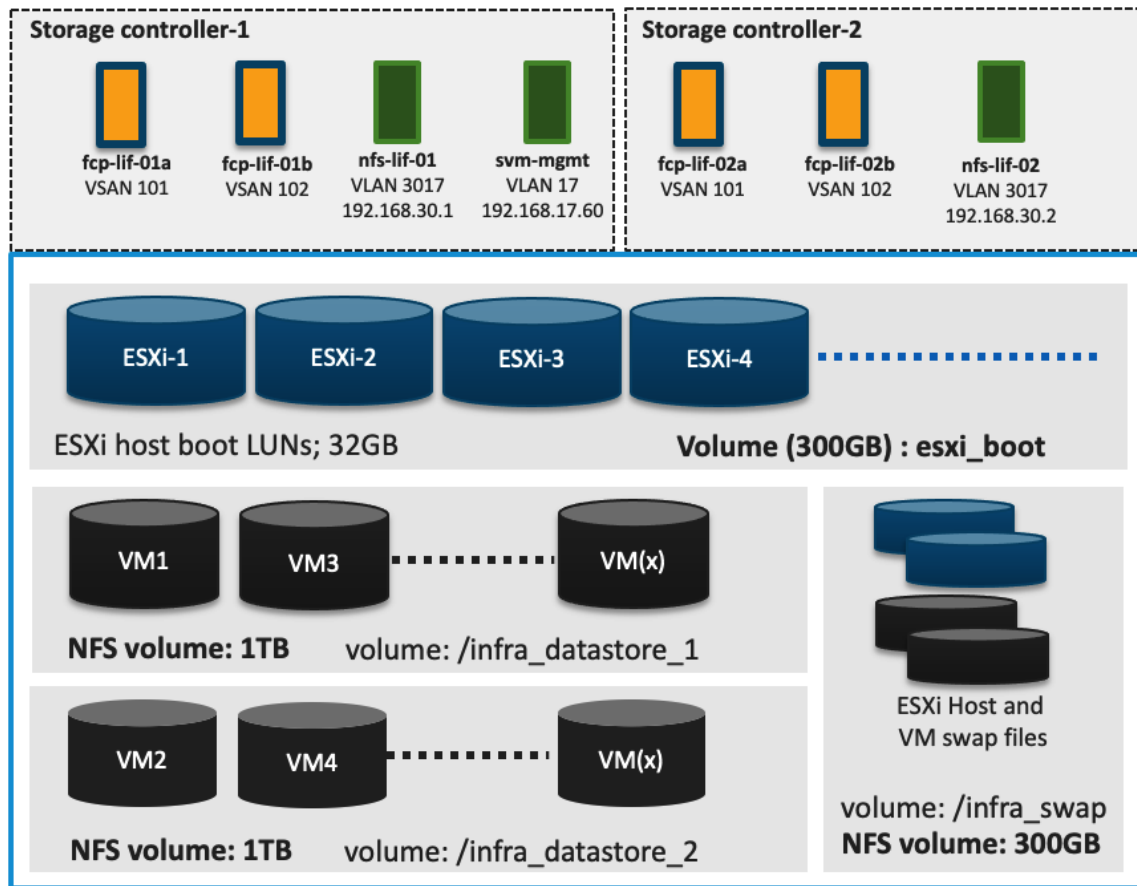 Storage controller-1
fcp-lif-01a
VSAN 101
fcp-lif-01b
VSAN 102
nfs-lif-01
VLAN 3017
192.168.30.1
svm-mgmt
VLAN 17
192.168.17.60
Storage controller-2
fcp-lif-02a
VSAN 101
fcp-lif-02b
VSAN 102
nfs-lif-02
VLAN 3017
192.168.30.2
ESXi-1
ESXi-2
ESXi-3
ESXi-4
ESXi host boot LUNs; 32GB
Volume (300GB) : esxi_boot
VM1
VM3
VM(x)
NFS volume: 1TB
volume: /infra_datastore_1
VM2
VM4
VM(x)
NFS volume: 1TB
volume: /infra_datastore_2
ESXi Host and
VM swap files
volume: /infra_swap
NFS volume: 300GB